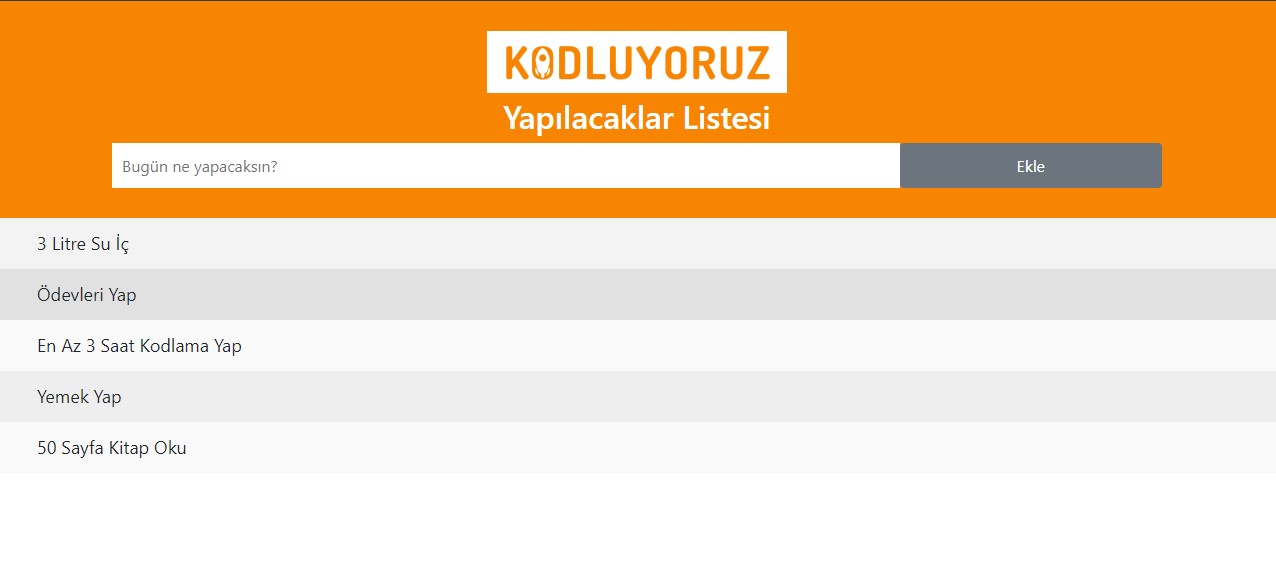 KODLUYORUZ
Yapılacaklar Listesi
Bugün ne yapacaksın?
Ekle
3 Litre Su İç
Ödevleri Yap
En Az 3 Saat Kodlama Yap
Yemek Yap
50 Sayfa Kitap Oku